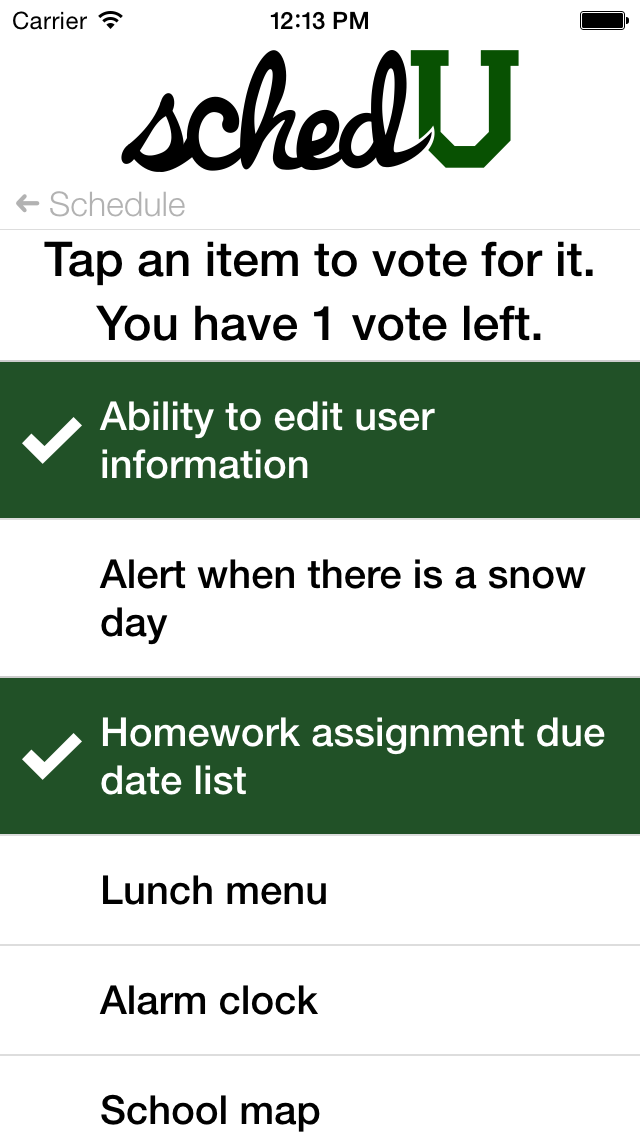 Carrier 12:13 PM
schedU
← Schedule
Tap an item to vote for it.
You have 1 vote left.
Ability to edit user
information
Alert when there is a snow
day
Homework assignment due
date list
Lunch menu
Alarm clock
School map